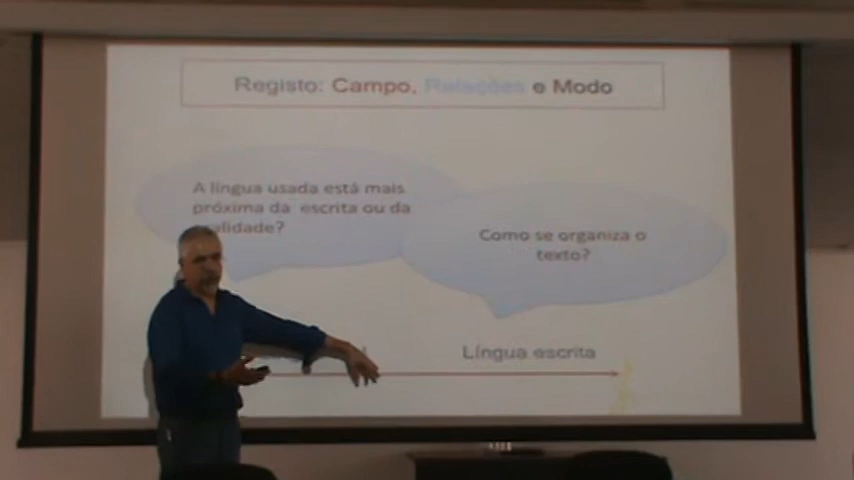 Registo: Campo, Relações e Modo
A língua usada está mais
próxima da escrita ou da
oralidade?
Como se organiza o
texto?
Língua escrita